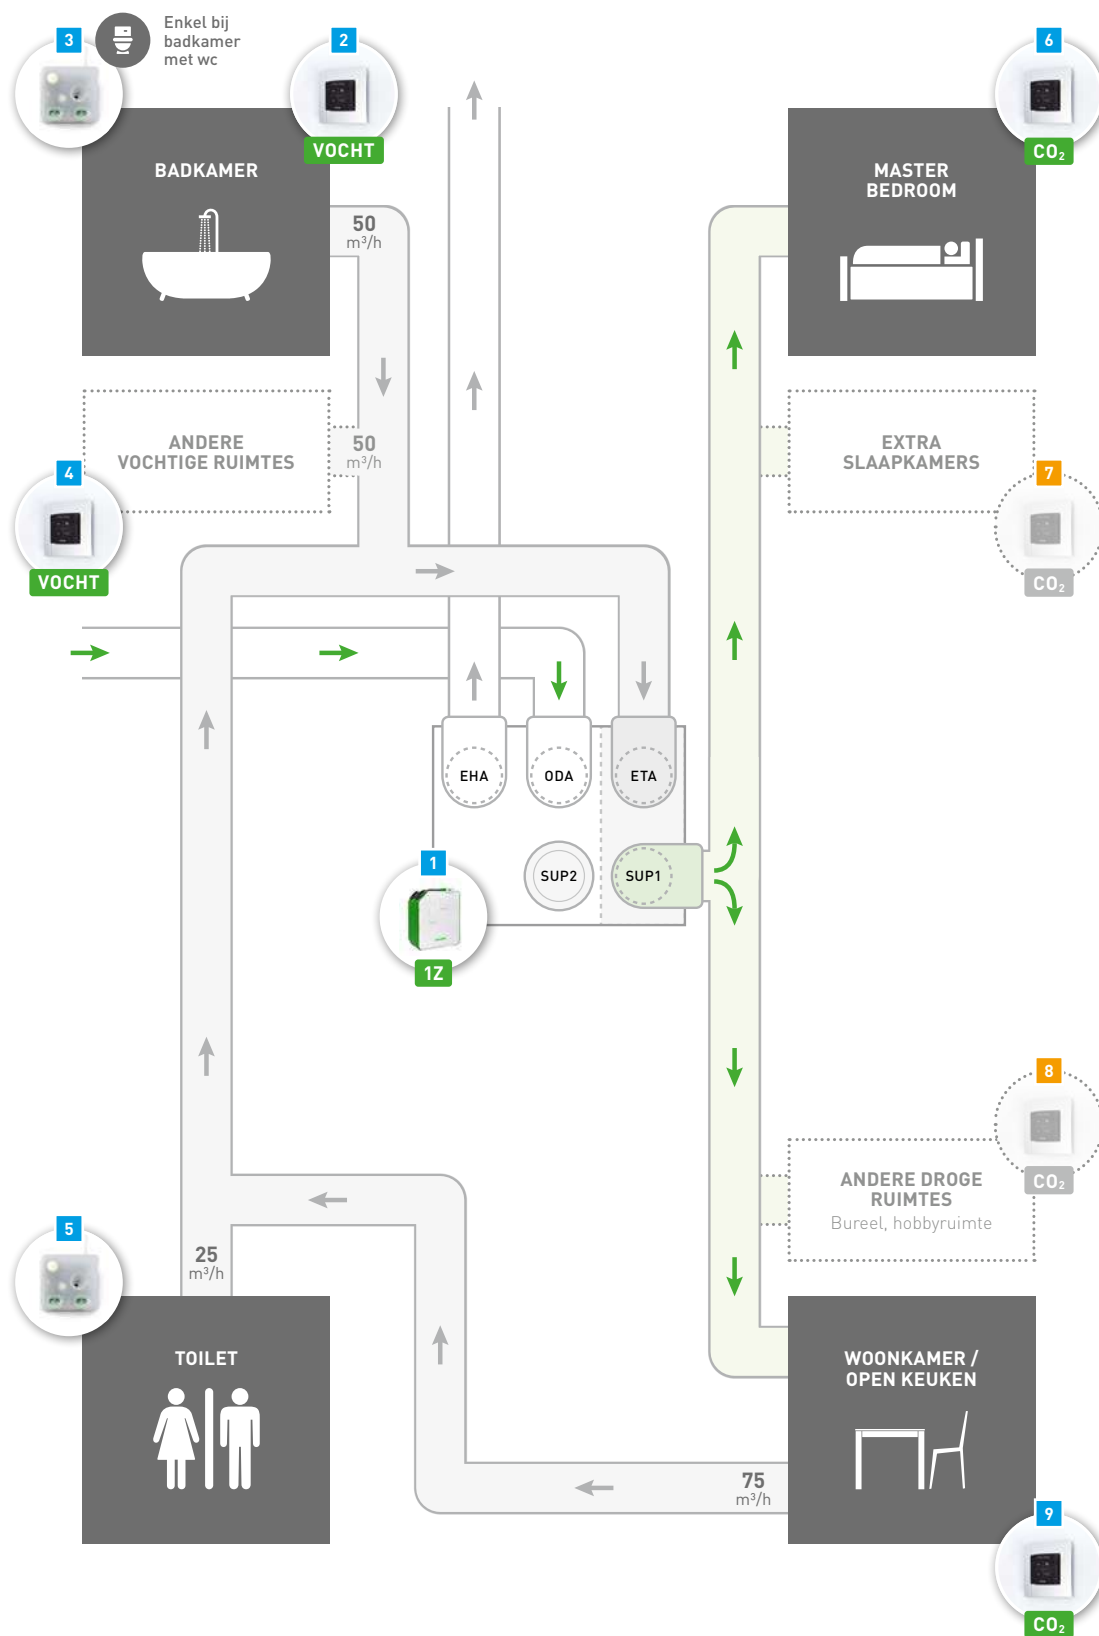 3
Enkel bij
badkamer
met wc
2
VOCHT
6
CO₂
BADKAMER
MASTER
BEDROOM
50
m³/h
ANDERE
VOCHTIGE RUIMTES
50
m³/h
EXTRA
SLAAPKAMERS
4
VOCHT
7
CO₂
EHA
ODA
ETA
SUP2
SUP1
1
1Z
8
CO₂
ANDERE DROGE
RUIMTES
Bureel, hobbyruimte
5
25
m³/h
TOILET
WOONKAMER /
OPEN KEUKEN
75
m³/h
9
CO₂